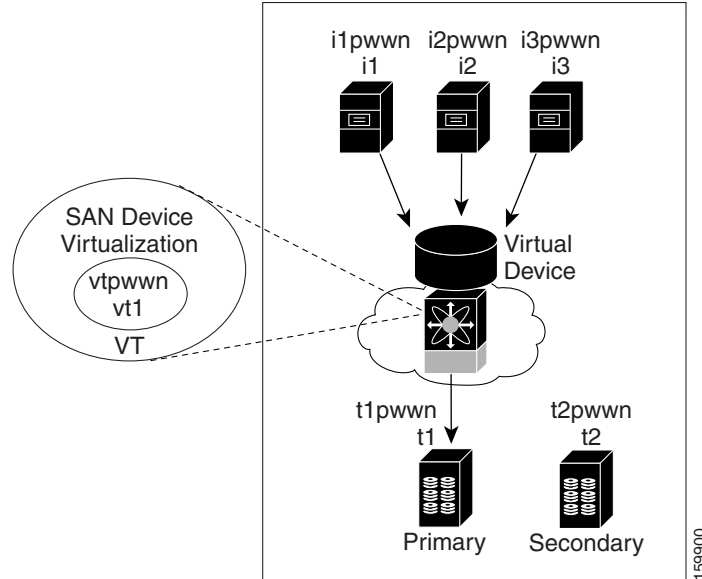 i1pwwn i2pwwn i3pwwn
i1 i2 i3
SAN Device
Virtualization
vtpwwn
vt1
VT
Virtual
Device
t1pwwn
t1
t2pwwn
t2
Primary
Secondary
159900